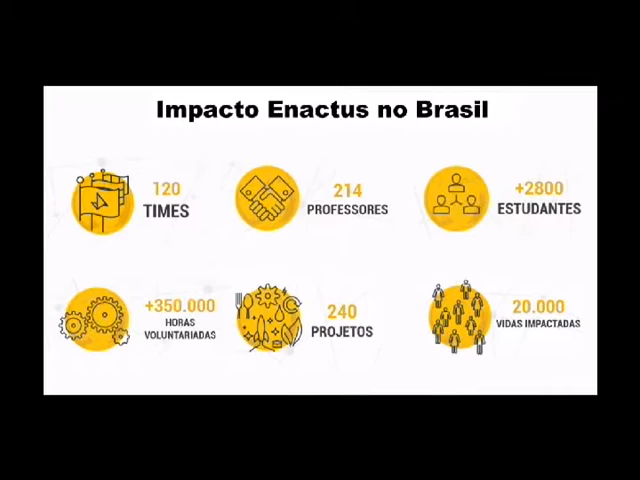 Impacto Enactus no Brasil
120
TIMES
214
PROFESSORES
+2800
ESTUDANTES
+350.000
HORAS
VOLUNTARIADAS
240
PROJETOS
20.000
VIDAS IMPACTADAS